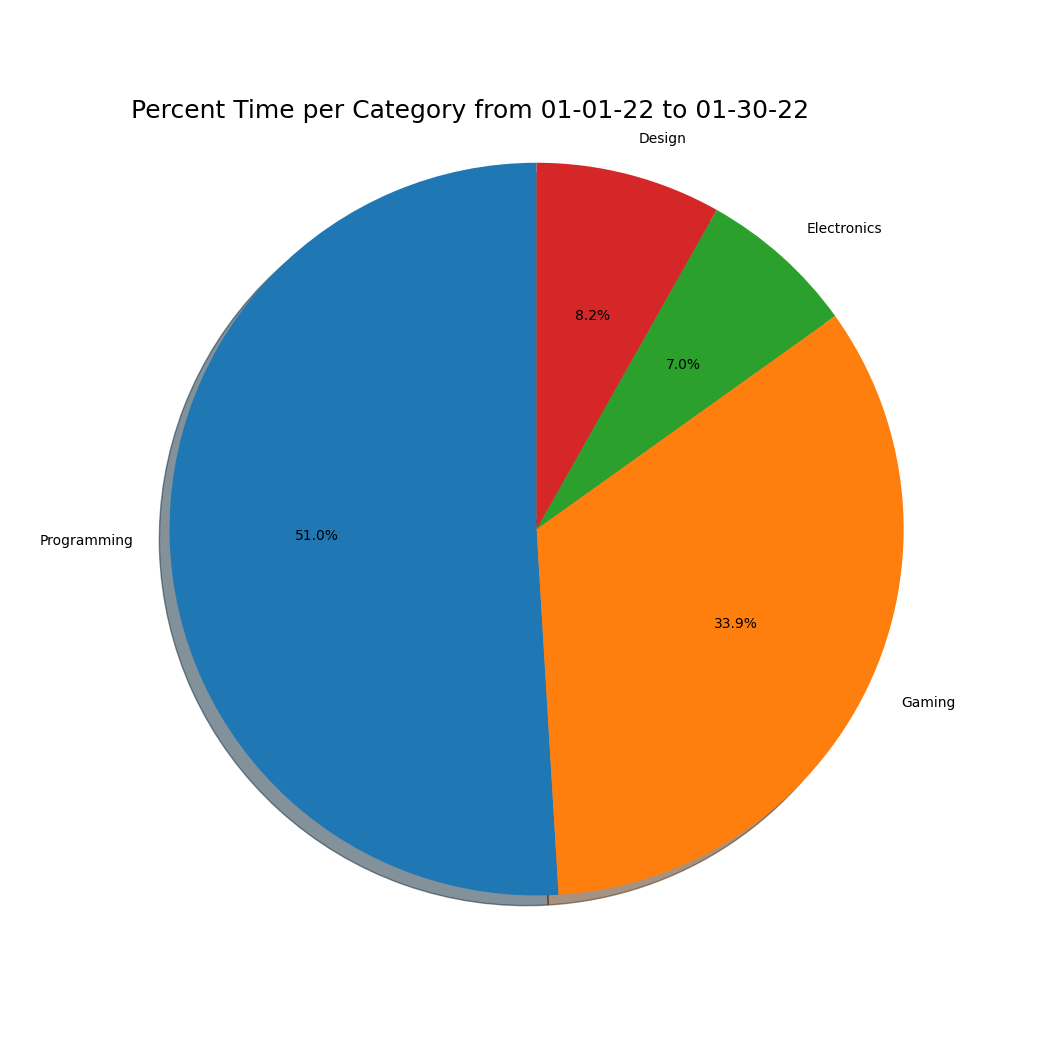 Percent Time per Category from 01-01-22 to 01-30-22
Design
Electronics
8.2%
7.0%
51.0%
Programming
33.9%
Gaming